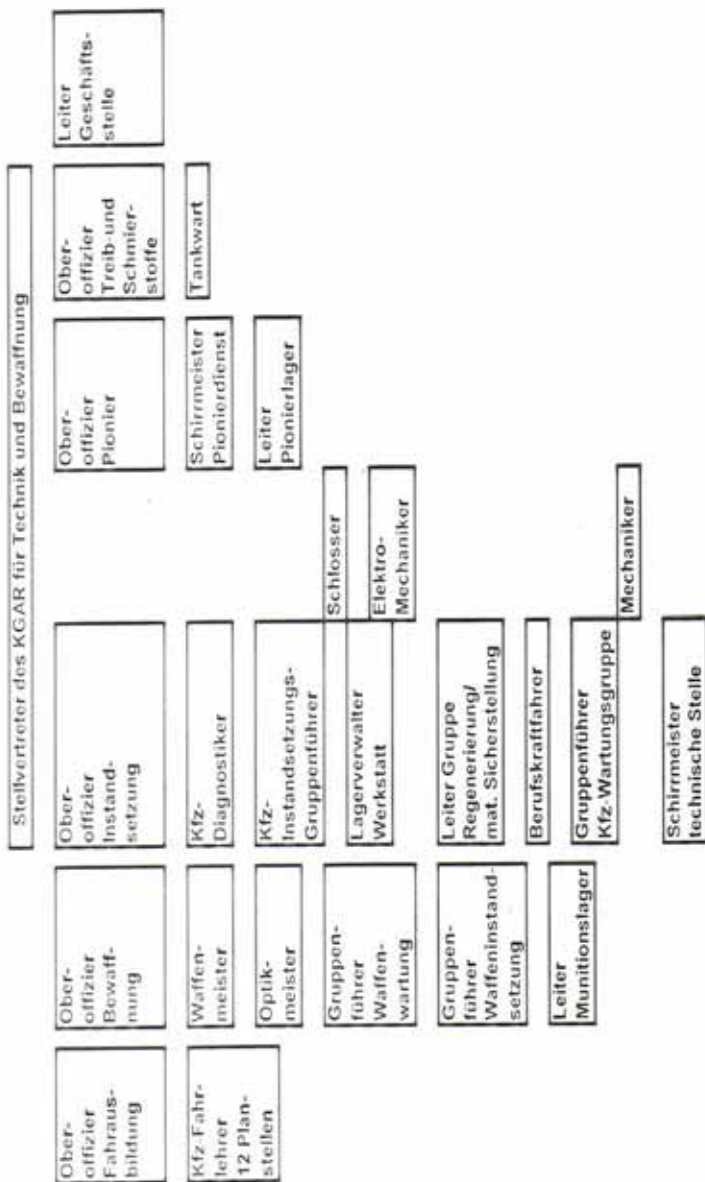 Stellvertreter des KGAR für Technik und Bewaffnung
Ober-
offizier
Fahraus-
bildung
Kfz-Fahr-
lehrer
12 Plan-
stellen
Ober-
offizier
Bewaff-
nung
Waffen-
meister
Optik-
meister
Gruppen-
führer
Waffen-
wartung
Gruppen-
führer
Waffeninstand-
setzung
Leiter
Munitionslager
Ober-
offizier
Instand-
setzung
Kfz-
Diagnostiker
Kfz-
Instandsetzungs-
Gruppenführer
Schlosser
Lagerverwalter
Werkstatt
Elektro-
Mechaniker
Leiter Gruppe
Regenerierung/
mat. Sicherstellung
Berufskraftfahrer
Gruppenführer
Kfz-Wartungsgruppe
Mechaniker
Schirrmeister
technische Stelle
Ober-
offizier
Pionier
Schirrmeister
Pionierdienst
Leiter
Pionierlager
Ober-
offizier
Treib-und
Schmier-
stoffe
Tankwart
Leiter
Geschäfts-
stelle